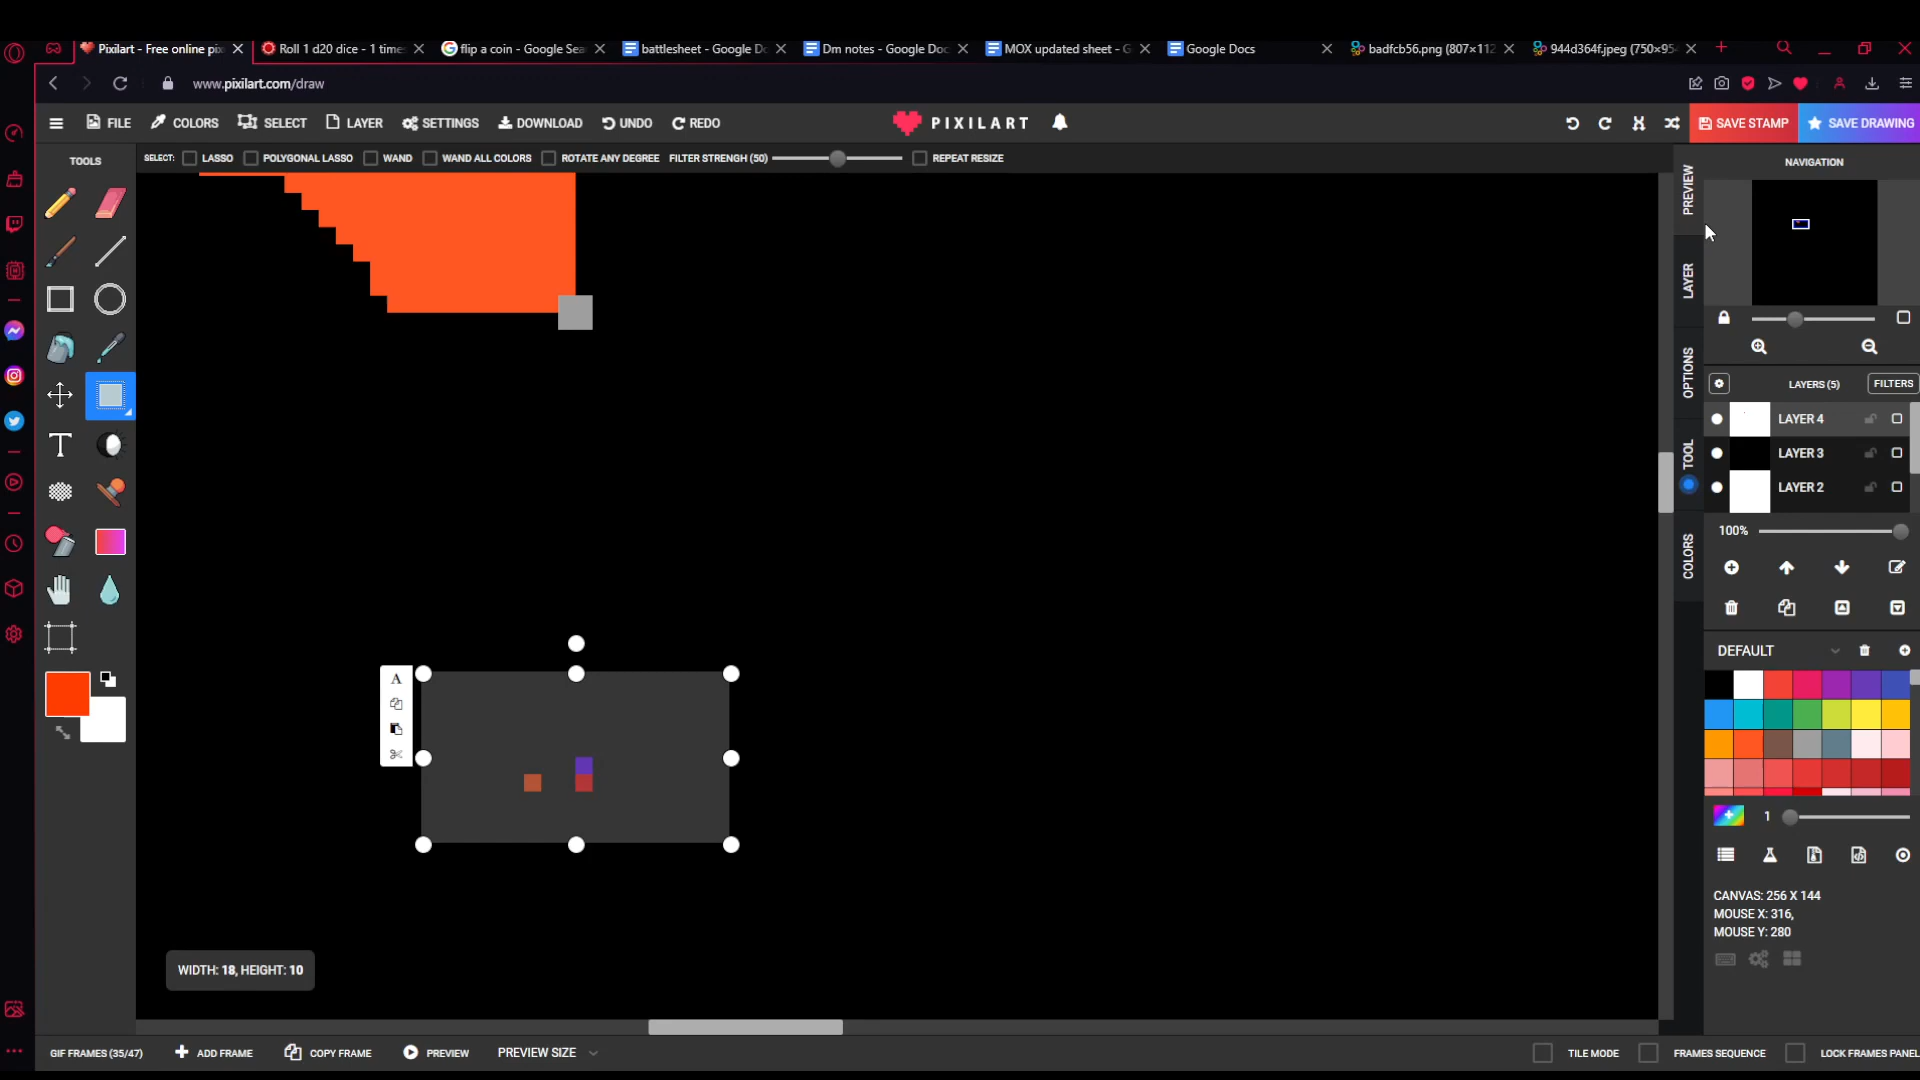 Pixilart - Free online pix
Roll 1 d20 dice - 1 time
flip a coin - Google Sea
battlesheet - Google Do
Dm notes - Google Doc
MOX updated sheet - G
Google Docs
badfcb56.png (807×112
944d364f.jpeg (750×95
www.pixilart.com/draw
FILE
COLORS
SELECT
LAYER
SETTINGS
DOWNLOAD
UNDO
REDO
PIXILART
SAVE STAMP
SAVE DRAWING
TOOLS
SELECT:
LASSO
POLYGONAL LASSO
WAND
WAND ALL COLORS
ROTATE ANY DEGREE
FILTER STRENGH (50)
REPEAT RESIZE
NAVIGATION
PREVIEW
LAYER
OPTIONS
TOOL
COLORS
LAYERS (5)
FILTERS
LAYER 4
LAYER 3
LAYER 2
100%
DEFAULT
1
T
A
CANVAS: 256 X 144
MOUSE X: 316,
MOUSE Y: 280
WIDTH: 18, HEIGHT: 10
GIF FRAMES (35/47)
ADD FRAME
COPY FRAME
PREVIEW
PREVIEW SIZE
TILE MODE
FRAMES SEQUENCE
LOCK FRAMES PANEL